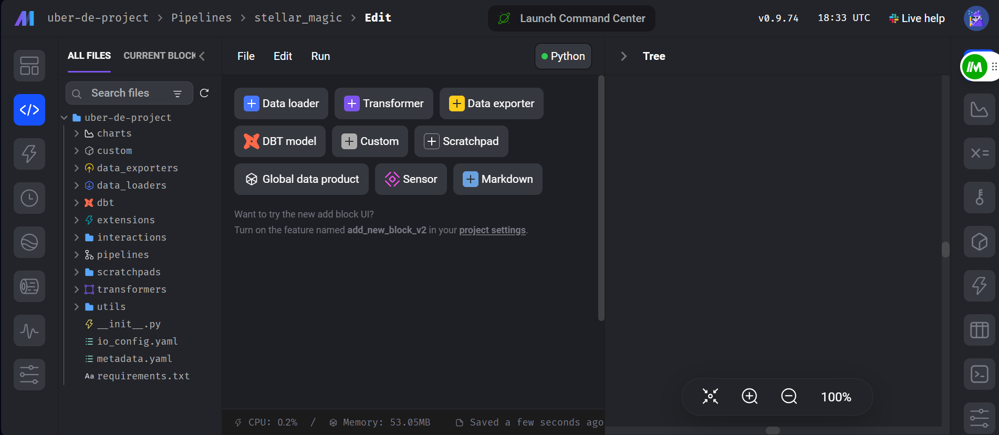 uber-de-project > Pipelines > stellar_magic > Edit
Launch Command Center
v0.9.74
18:33 UTC
Live help
ALL FILES
CURRENT BLOCK
File
Edit
Run
Python
Tree
Search files
uber-de-project
charts
custom
data_exporters
data_loaders
dbt
extensions
interactions
pipelines
scratchpads
transformers
utils
__init__.py
io_config.yaml
metadata.yaml
Aa requirements.txt
Data loader
Transformer
Data exporter
DBT model
Custom
Scratchpad
Global data product
Sensor
Markdown
Want to try the new add block UI?
Turn on the feature named add_new_block_v2 in your project settings.
100%
CPU: 0.2% / Memory: 53.05MB
Saved a few seconds ago